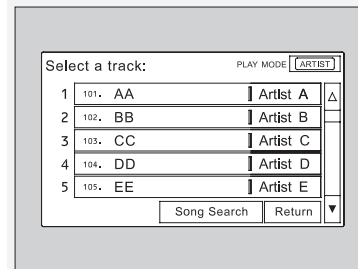 Select a track: PLAY MODE ARTIST
1 101. AA Artist A
2 102. BB Artist B
3 103. CC Artist C
4 104. DD Artist D
5 105. EE Artist E
Song Search Return